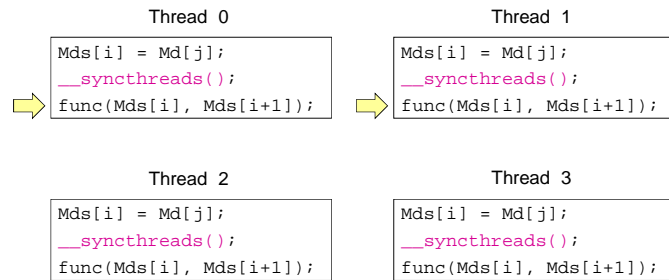 Thread 0
Mds[i] = Md[j];
__syncthreads();
func(Mds[i], Mds[i+1]);
Thread 1
Mds[i] = Md[j];
__syncthreads();
func(Mds[i], Mds[i+1]);
Thread 2
Mds[i] = Md[j];
__syncthreads();
func(Mds[i], Mds[i+1]);
Thread 3
Mds[i] = Md[j];
__syncthreads();
func(Mds[i], Mds[i+1]);